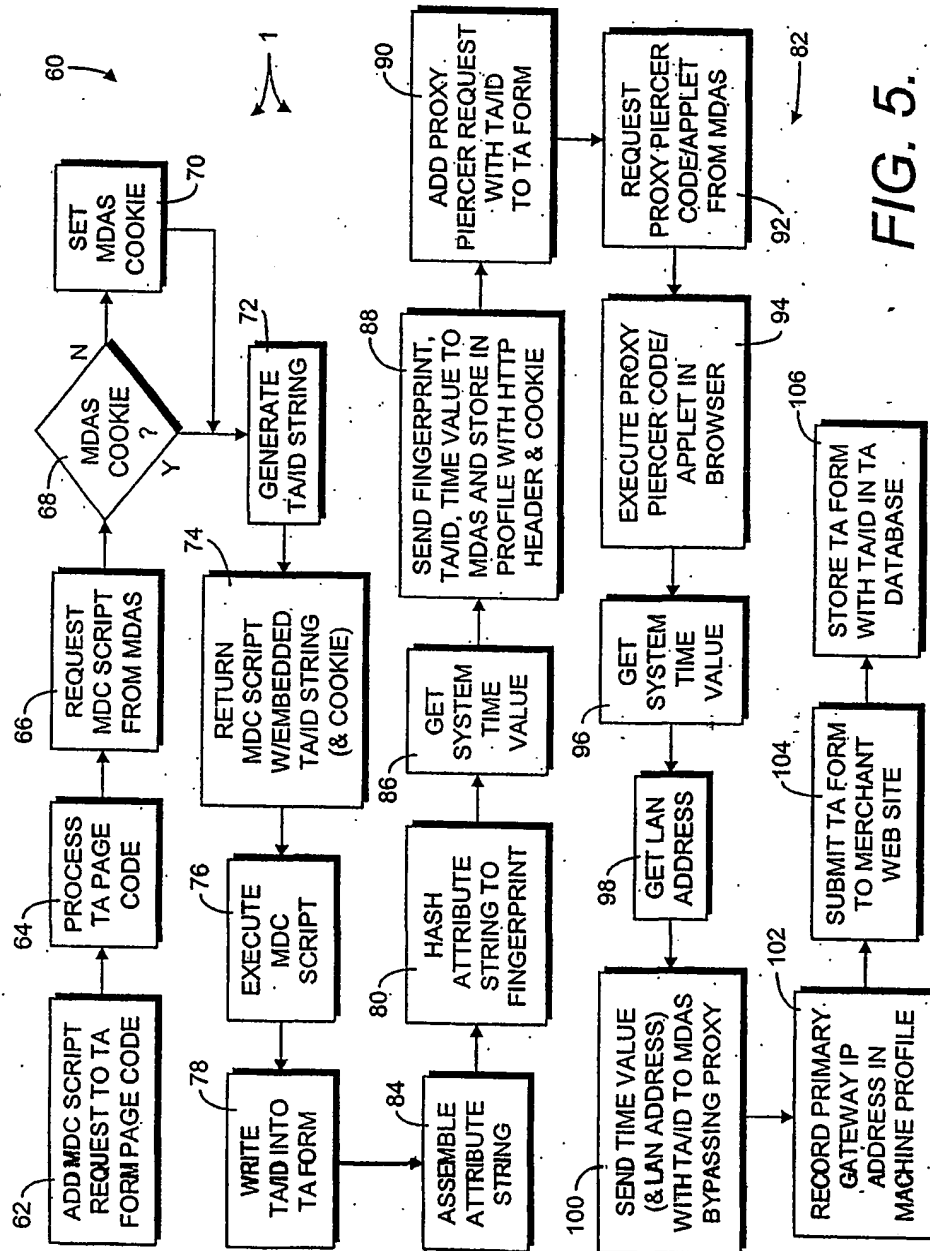 60
1
62
ADD MDC SCRIPT
REQUEST TO TA
FORM PAGE CODE
64
PROCESS
TA PAGE
CODE
66
REQUEST
MDC SCRIPT
FROM MDAS
68
MDAS
COOKIE
?
N
Y
SET
MDAS
COOKIE
70
72
GENERATE
TA/ID STRING
74
RETURN
MDC SCRIPT
W/EMBEDDED
TA/ID STRING
(& COOKIE)
76
EXECUTE
MDC
SCRIPT
78
WRITE
TA/ID INTO
TA FORM
84
ASSEMBLE
ATTRIBUTE
STRING
80
HASH
ATTRIBUTE
STRING TO
FINGERPRINT
86
GET
SYSTEM
TIME
VALUE
88
SEND FINGERPRINT,
TA/ID, TIME VALUE TO
MDAS AND STORE IN
PROFILE WITH HTTP
HEADER & COOKIE
90
ADD PROXY
PIERCER REQUEST
WITH TA/ID
TO TA FORM
REQUEST
PROXY PIERCER
CODE/APPLET
FROM MDAS
92
82
94
EXECUTE PROXY
PIERCER CODE/
APPLET IN
BROWSER
96
GET
SYSTEM
TIME
VALUE
98
GET LAN
ADDRESS
100
SEND TIME VALUE
(& LAN ADDRESS)
WITH TA/ID TO MDAS
BYPASSING PROXY
102
RECORD PRIMARY
GATEWAY IP
ADDRESS IN
MACHINE PROFILE
104
SUBMIT TA FORM
TO MERCHANT
WEB SITE
106
STORE TA FORM
WITH TA/ID IN TA
DATABASE
FIG. 5.